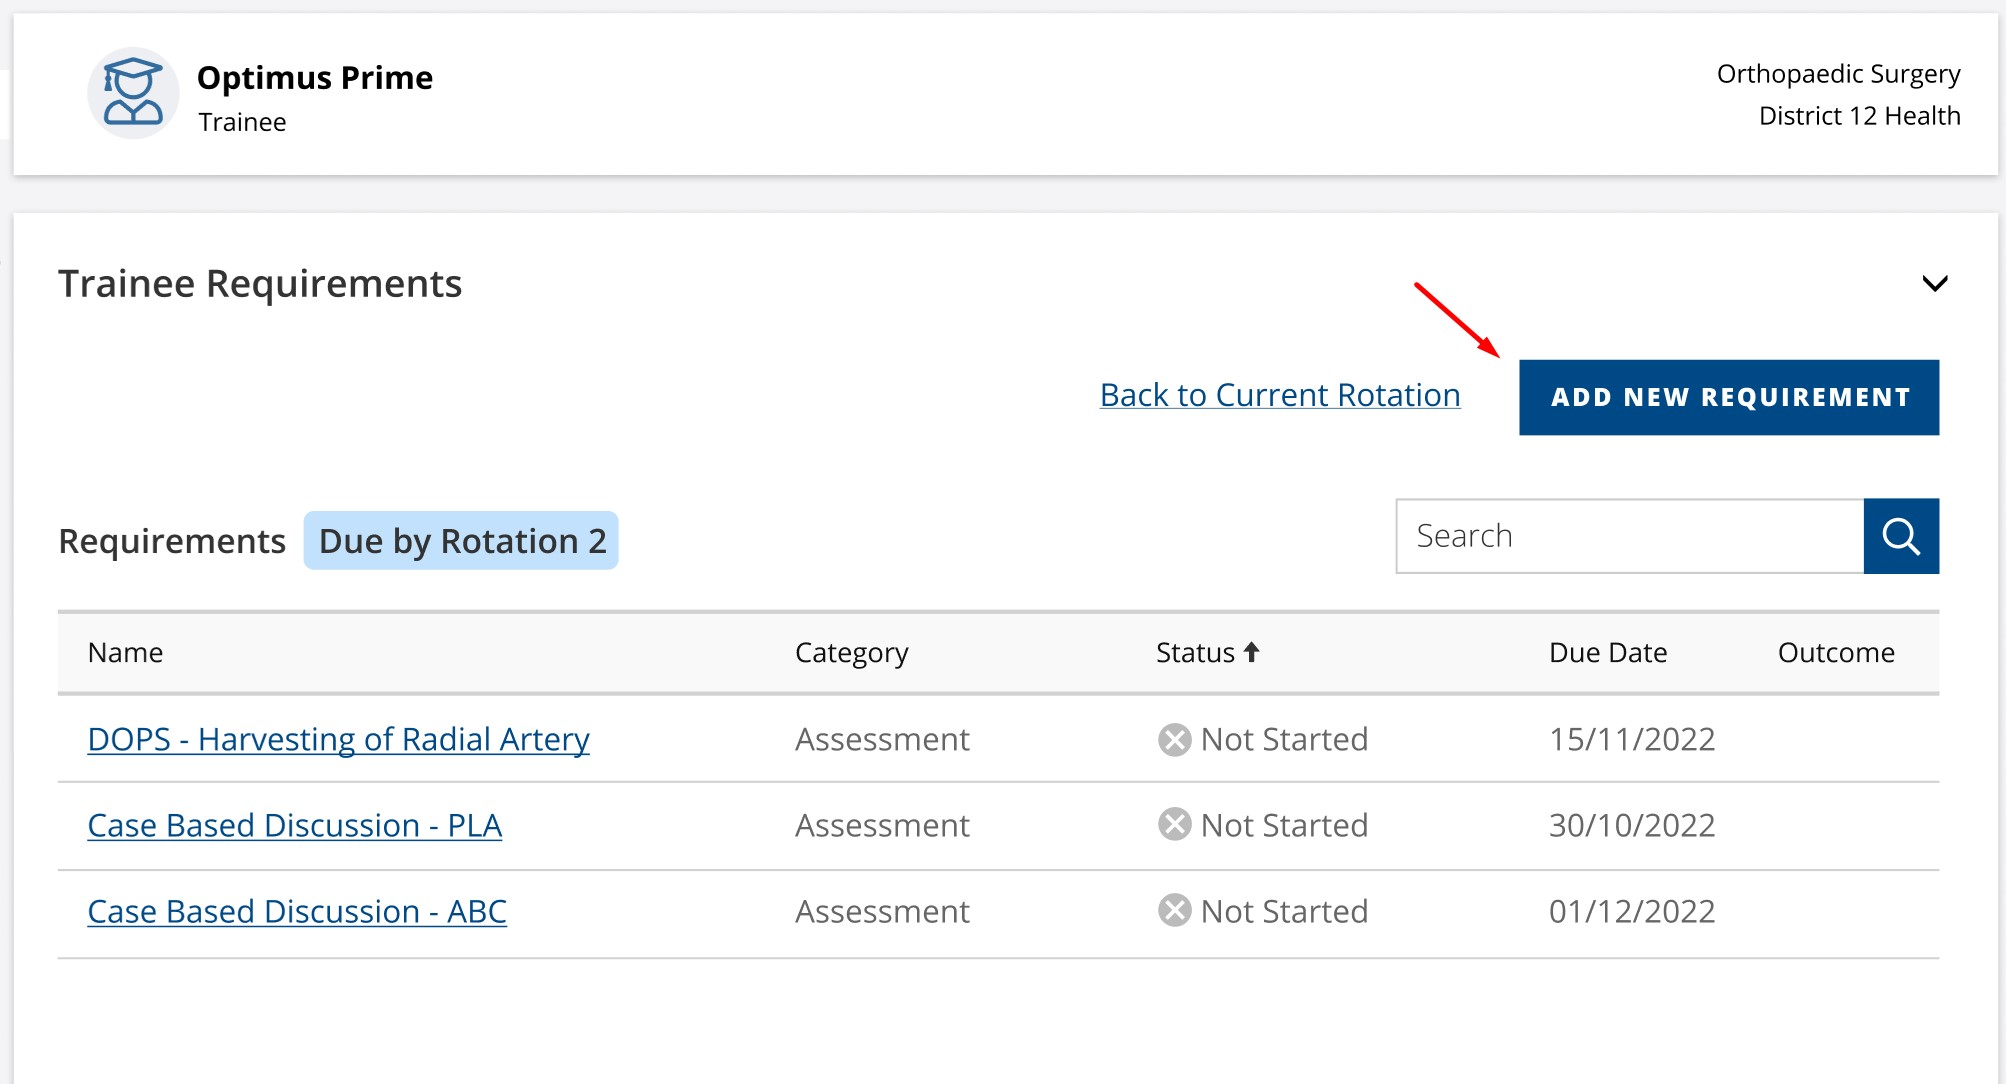 Optimus Prime
Trainee
Orthopaedic Surgery
District 12 Health
Trainee Requirements
Back to Current Rotation
ADD NEW REQUIREMENT
Requirements Due by Rotation 2
Search
Name Category Status Due Date Outcome
DOPS - Harvesting of Radial Artery Assessment Not Started 15/11/2022
Case Based Discussion - PLA Assessment Not Started 30/10/2022
Case Based Discussion - ABC Assessment Not Started 01/12/2022